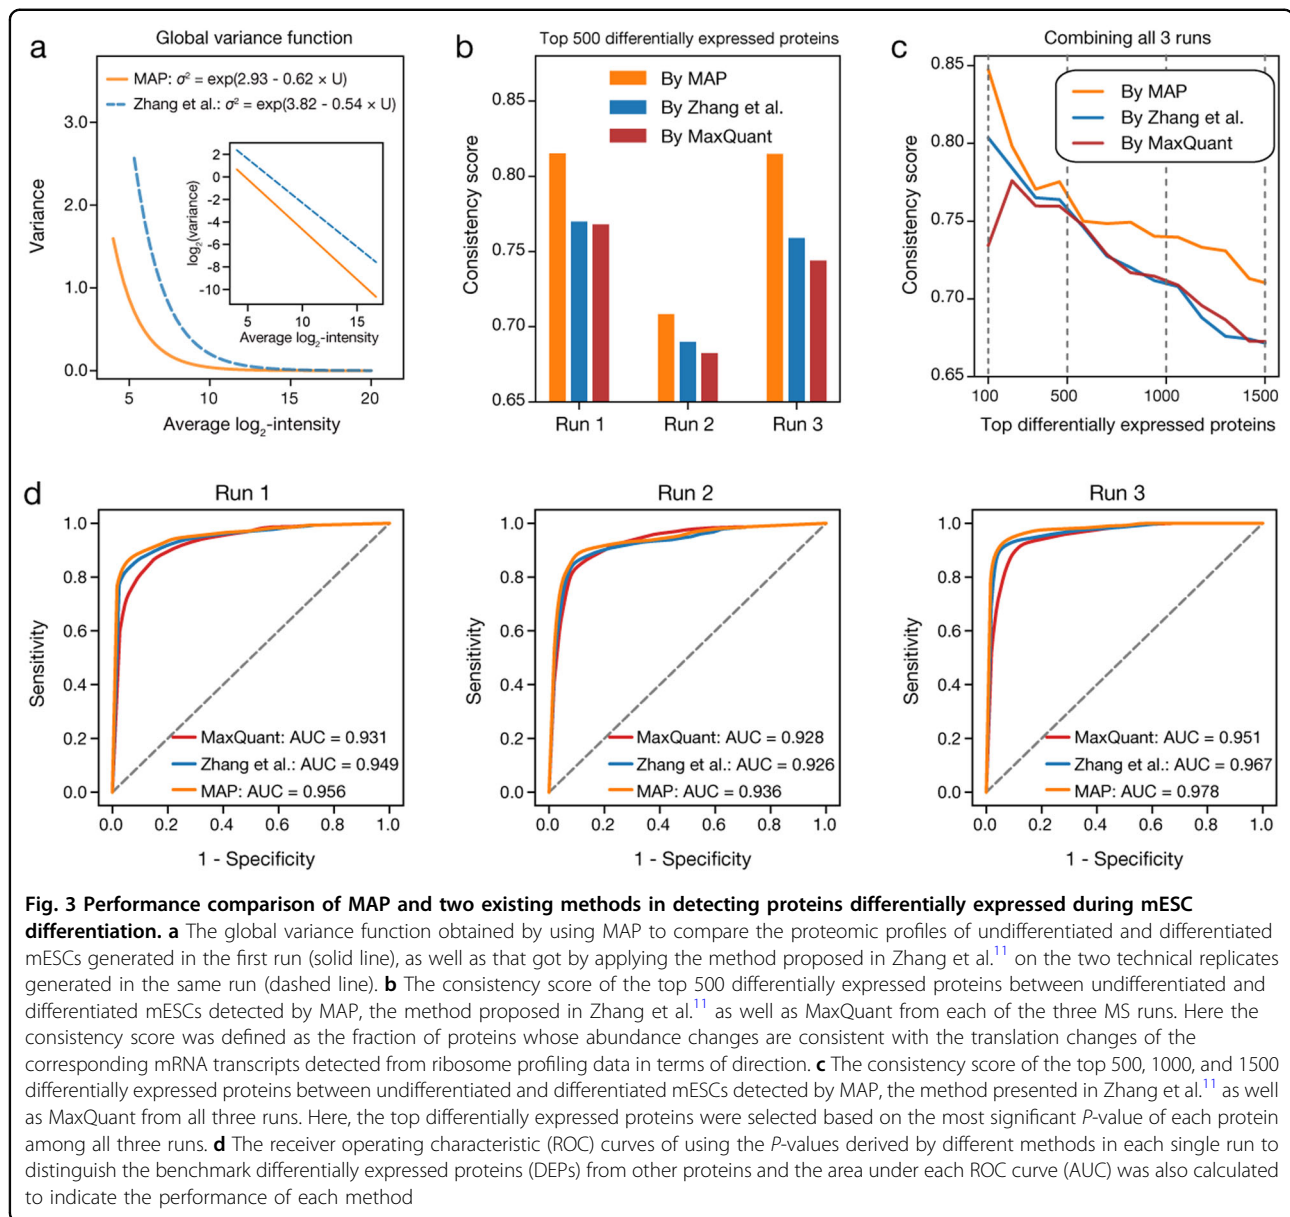 a
Global variance function
MAP: σ² = exp(2.93 - 0.62 × U)
Zhang et al.: σ² = exp(3.82 - 0.54 × U)
3.0
2.0
1.0
0.0
Variance
5
10
15
20
Average log₂-intensity
2
0
-2
-4
-6
-8
-10
log₂(variance)
5
10
15
Average log₂-intensity
b
Top 500 differentially expressed proteins
By MAP
By Zhang et al.
By MaxQuant
0.85
0.80
0.75
0.70
0.65
Consistency score
Run 1
Run 2
Run 3
c
Combining all 3 runs
By MAP
By Zhang et al.
By MaxQuant
0.85
0.80
0.75
0.70
0.65
Consistency score
100
500
1000
1500
Top differentially expressed proteins
d
Run 1
1.0
0.8
0.6
0.4
0.2
0.0
Sensitivity
MaxQuant: AUC = 0.931
Zhang et al.: AUC = 0.949
MAP: AUC = 0.956
0.0 0.2 0.4 0.6 0.8 1.0
1 - Specificity
Run 2
1.0
0.8
0.6
0.4
0.2
0.0
Sensitivity
MaxQuant: AUC = 0.928
Zhang et al.: AUC = 0.926
MAP: AUC = 0.936
0.0 0.2 0.4 0.6 0.8 1.0
1 - Specificity
Run 3
1.0
0.8
0.6
0.4
0.2
0.0
Sensitivity
MaxQuant: AUC = 0.951
Zhang et al.: AUC = 0.967
MAP: AUC = 0.978
0.0 0.2 0.4 0.6 0.8 1.0
1 - Specificity
Fig. 3 Performance comparison of MAP and two existing methods in detecting proteins differentially expressed during mESC
differentiation. a The global variance function obtained by using MAP to compare the proteomic profiles of undifferentiated and differentiated
mESCs generated in the first run (solid line), as well as that got by applying the method proposed in Zhang et al.¹¹ on the two technical replicates
generated in the same run (dashed line). b The consistency score of the top 500 differentially expressed proteins between undifferentiated and
differentiated mESCs detected by MAP, the method proposed in Zhang et al.¹¹ as well as MaxQuant from each of the three MS runs. Here the
consistency score was defined as the fraction of proteins whose abundance changes are consistent with the translation changes of the
corresponding mRNA transcripts detected from ribosome profiling data in terms of direction. c The consistency score of the top 500, 1000, and 1500
differentially expressed proteins between undifferentiated and differentiated mESCs detected by MAP, the method presented in Zhang et al.¹¹ as well
as MaxQuant from all three runs. Here, the top differentially expressed proteins were selected based on the most significant P-value of each protein
among all three runs. d The receiver operating characteristic (ROC) curves of using the P-values derived by different methods in each single run to
distinguish the benchmark differentially expressed proteins (DEPs) from other proteins and the area under each ROC curve (AUC) was also calculated
to indicate the performance of each method